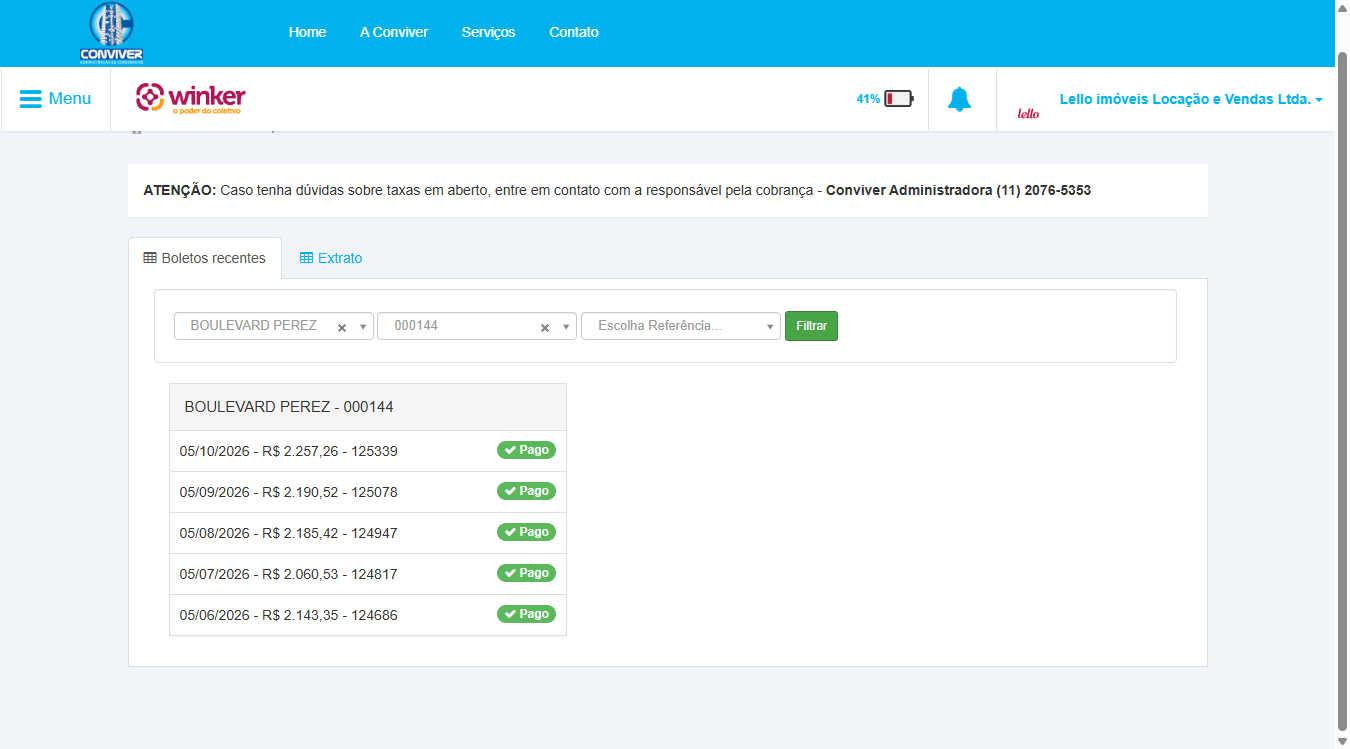 CONVIVER
Home A Conviver Serviços Contato
Menu winker
o poder do coletivo
41% lello Lello imóveis Locação e Vendas Ltda.
ATENÇÃO: Caso tenha dúvidas sobre taxas em aberto, entre em contato com a responsável pela cobrança - Conviver Administradora (11) 2076-5353
Boletos recentes Extrato
BOULEVARD PEREZ × 000144 × Escolha Referência... Filtrar
BOULEVARD PEREZ - 000144
05/10/2026 - R$ 2.257,26 - 125339 Pago
05/09/2026 - R$ 2.190,52 - 125078 Pago
05/08/2026 - R$ 2.185,42 - 124947 Pago
05/07/2026 - R$ 2.060,53 - 124817 Pago
05/06/2026 - R$ 2.143,35 - 124686 Pago